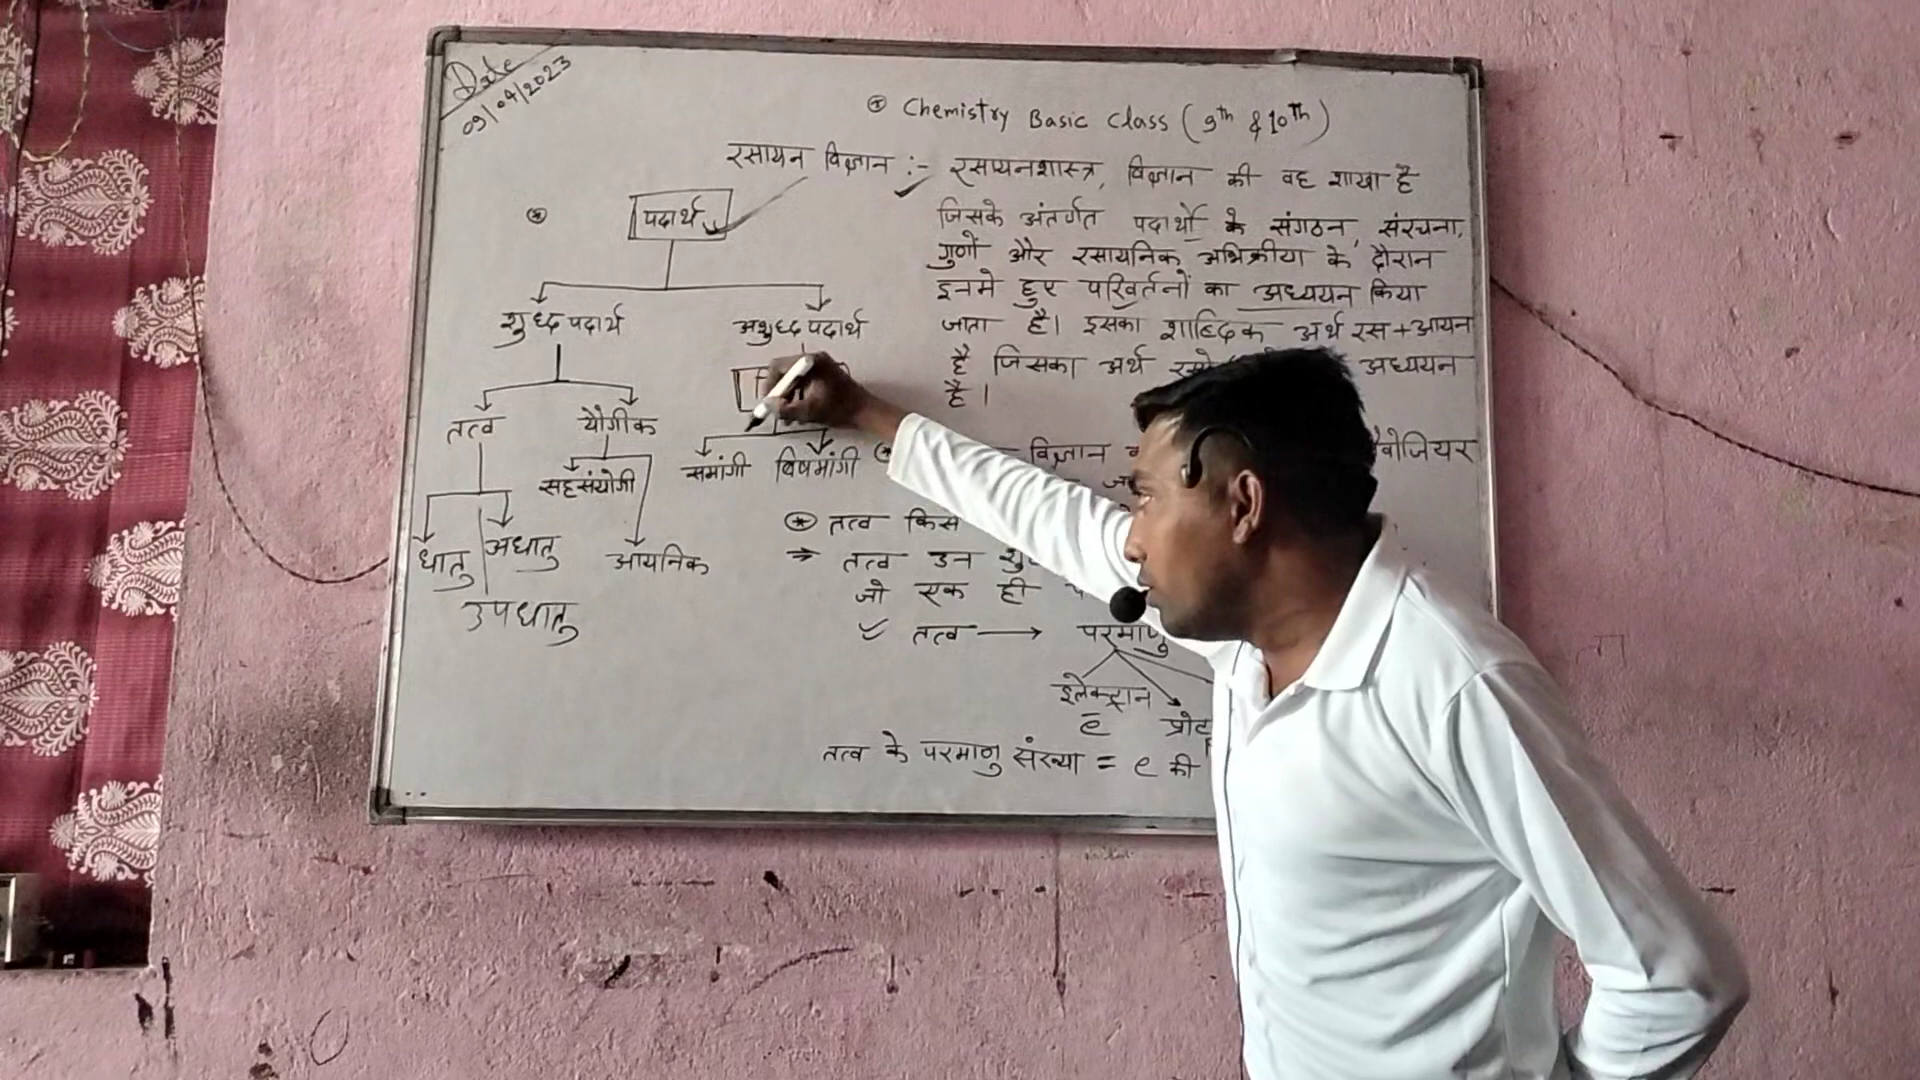 Date
09/04/2023
Chemistry Basic Class (9th & 10th)
रसायन विज्ञान :- रसायनशास्त्र, विज्ञान की वह शाखा है
जिसके अंतर्गत पदार्थो के संगठन, संरचना,
गुणों और रसायनिक अभिक्रीया के दौरान
इनमे हुए परिवर्तनों का अध्ययन किया
जाता है। इसका शाब्दिक अर्थ रस+आयन
है जिसका अर्थ अध्ययन
है।
पदार्थ
शुध्द पदार्थ अशुध्द पदार्थ
तत्व यौगीक
समांगी विषमांगी
सहसंयोगी
धातु अधातु आयनिक
उपधातु
विज्ञान
तत्व किस
⇒ तत्व उन
जो एक ही
तत्व → परमाणु
इलेक्ट्रान
e
तत्व के परमाणु संख्या = e की